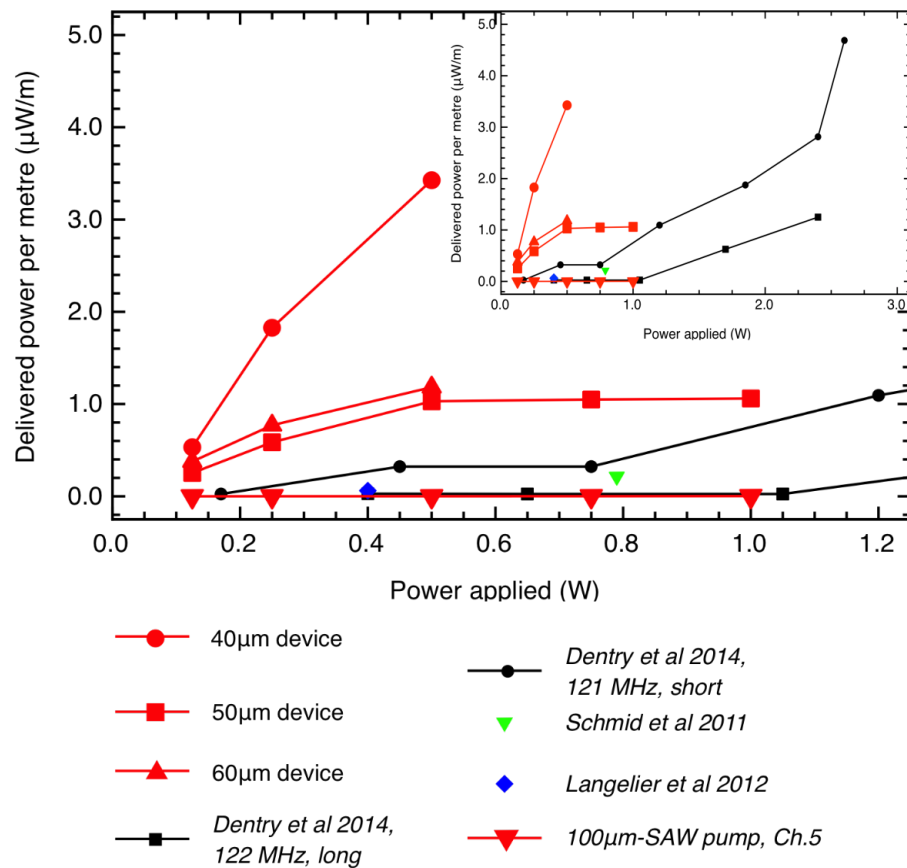 5.0
4.0
3.0
2.0
1.0
0.0
Delivered power per metre (µW/m)
0.0
0.2
0.4
0.6
0.8
1.0
1.2
Power applied (W)
5.0
4.0
3.0
2.0
1.0
0.0
Delivered power per metre (µW/m)
0.0
1.0
2.0
3.0
Power applied (W)
40µm device
50µm device
60µm device
Dentry et al 2014,
122 MHz, long
Dentry et al 2014,
121 MHz, short
Schmid et al 2011
Langelier et al 2012
100µm-SAW pump, Ch.5